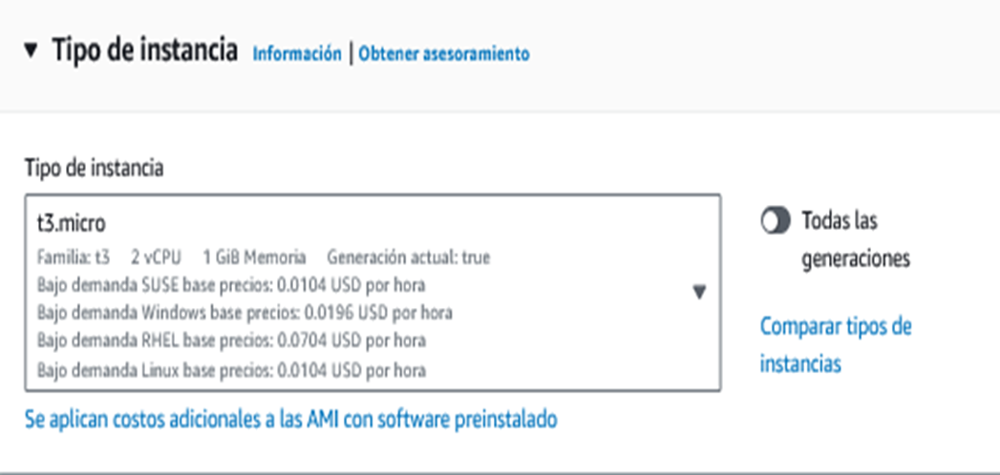 ▼ Tipo de instancia Información | Obtener asesoramiento
Tipo de instancia
t3.micro
Familia: t3 2 vCPU 1 GiB Memoria Generación actual: true
Bajo demanda SUSE base precios: 0.0104 USD por hora
Bajo demanda Windows base precios: 0.0196 USD por hora
Bajo demanda RHEL base precios: 0.0704 USD por hora
Bajo demanda Linux base precios: 0.0104 USD por hora
Todas las
generaciones
Comparar tipos de
instancias
Se aplican costos adicionales a las AMI con software preinstalado